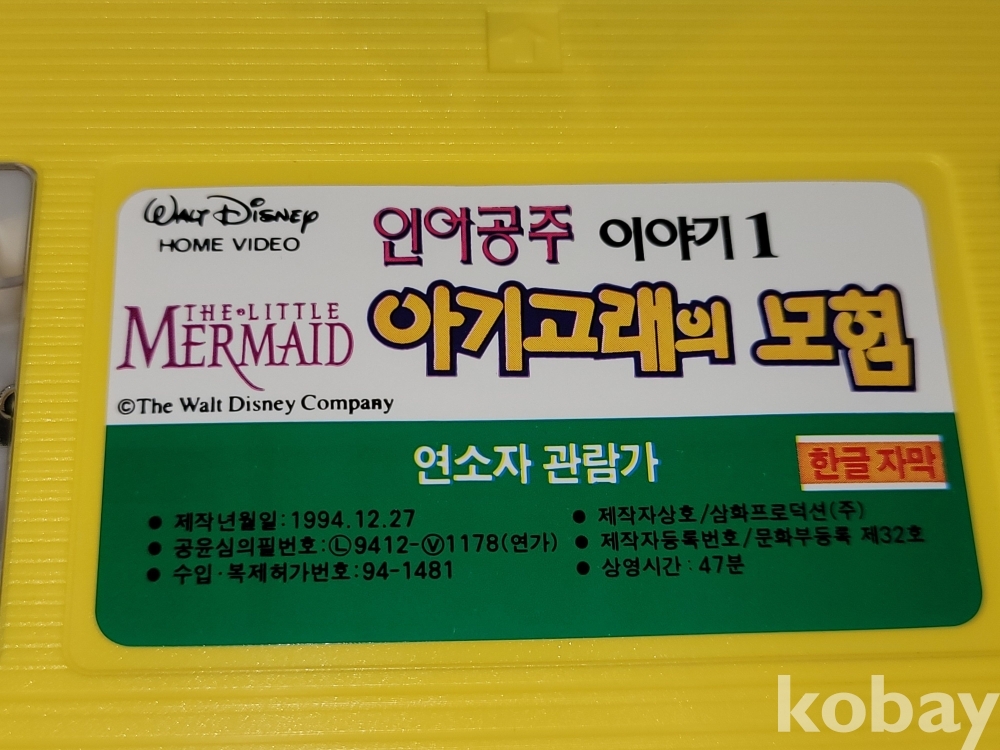 WALT DISNEY
HOME VIDEO
인어공주 이야기 1
THE LITTLE
MERMAID
아기고래의 모험
©The Walt Disney Company
연소자 관람가
한글 자막
● 제작년월일:1994.12.27
● 공윤심의필번호:Ⓛ9412-Ⓥ1178(연가)
● 수입·복제허가번호:94-1481
● 제작자상호/삼화프로덕션(주)
● 제작자등록번호/문화부등록 제32호
● 상영시간:47분
kobay